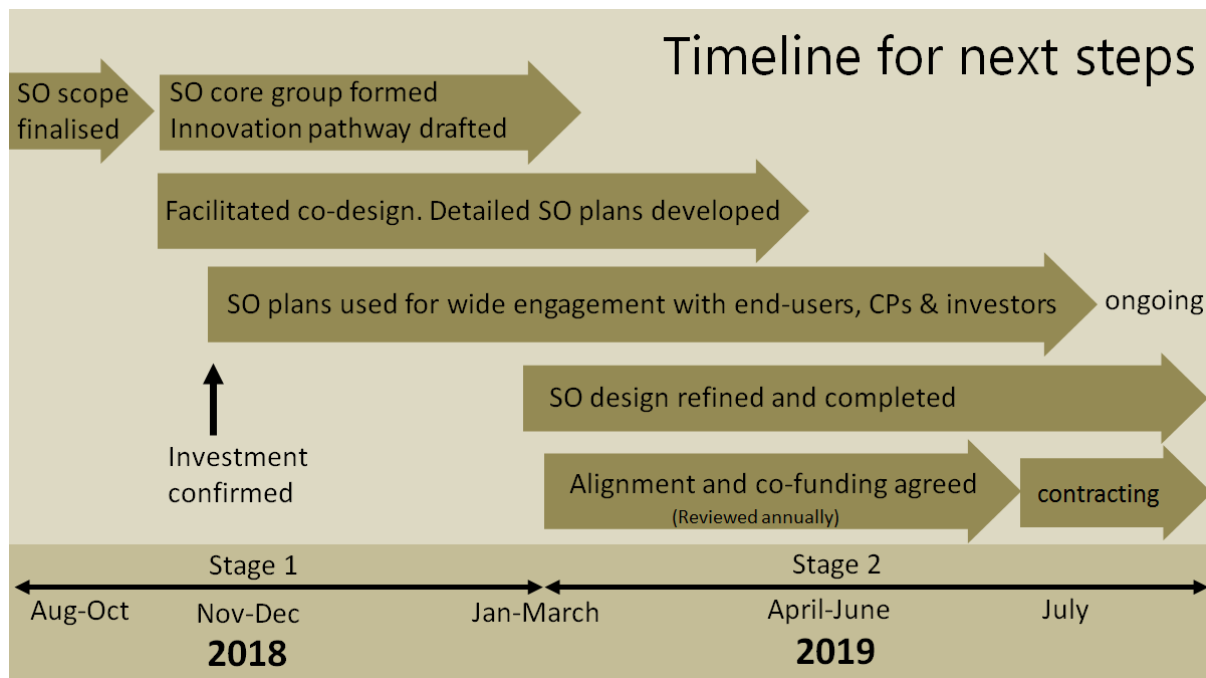 Timeline for next steps
SO scope
finalised
SO core group formed
Innovation pathway drafted
Facilitated co-design. Detailed SO plans developed
SO plans used for wide engagement with end-users, CPs & investors
ongoing
SO design refined and completed
Investment
confirmed
Alignment and co-funding agreed
(Reviewed annually)
contracting
Stage 1
Stage 2
Aug-Oct
Nov-Dec
Jan-March
April-June
July
2018
2019